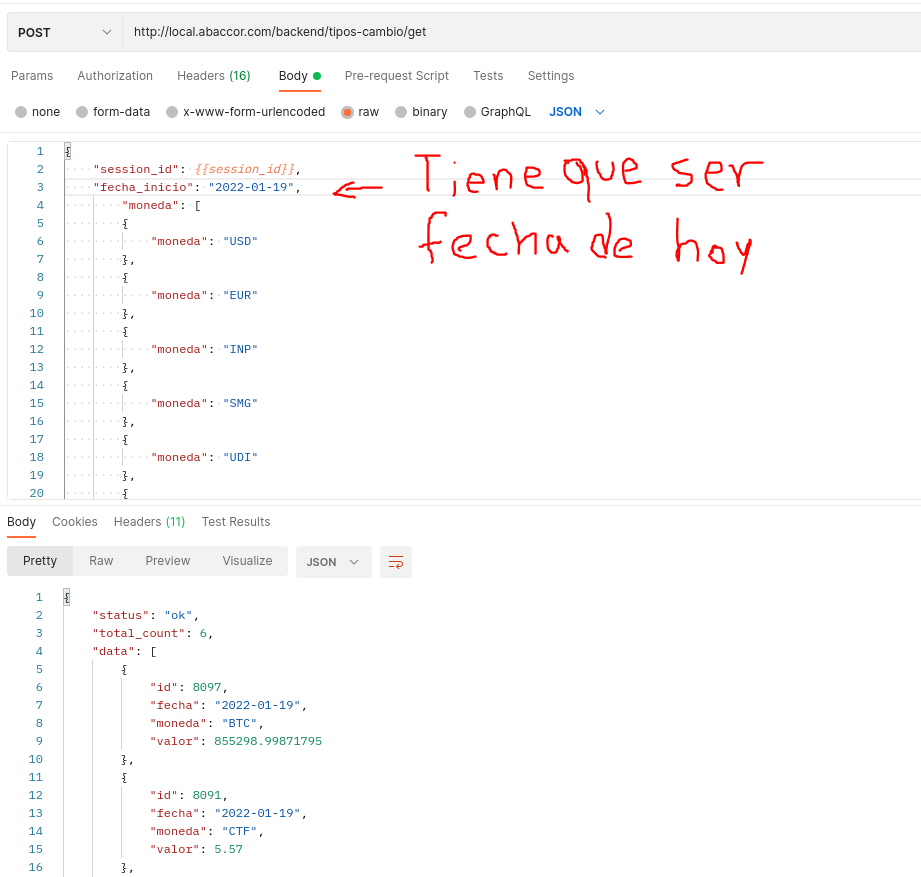 POST http://local.abaccor.com/backend/tipos-cambio/get
Params Authorization Headers (16) Body Pre-request Script Tests Settings
none form-data x-www-form-urlencoded raw binary GraphQL JSON
1 {
2 "session_id": {{session_id}},
3 "fecha_inicio": "2022-01-19",
4 "moneda": [
5 {
6 "moneda": "USD"
7 },
8 {
9 "moneda": "EUR"
10 },
11 {
12 "moneda": "INP"
13 },
14 {
15 "moneda": "SMG"
16 },
17 {
18 "moneda": "UDI"
19 },
20 {
Tiene que ser
fecha de hoy
Body Cookies Headers (11) Test Results
Pretty Raw Preview Visualize JSON
1 {
2 "status": "ok",
3 "total_count": 6,
4 "data": [
5 {
6 "id": 8097,
7 "fecha": "2022-01-19",
8 "moneda": "BTC",
9 "valor": 855298.99871795
10 },
11 {
12 "id": 8091,
13 "fecha": "2022-01-19",
14 "moneda": "CTF",
15 "valor": 5.57
16 },